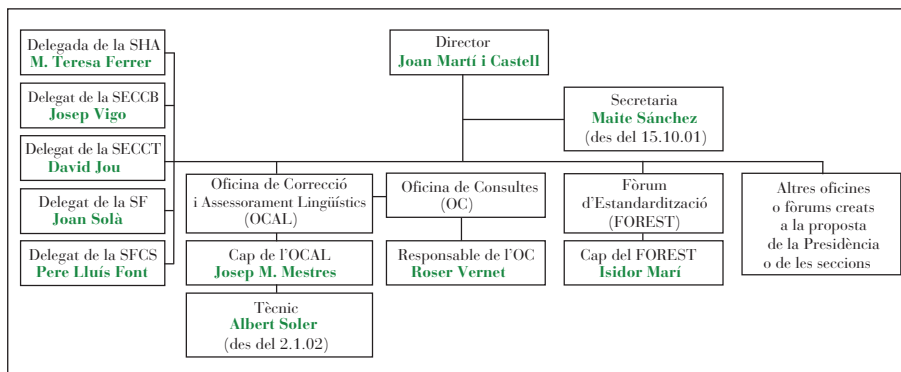 Delegada de la SHA
M. Teresa Ferrer
Delegat de la SECCB
Josep Vigo
Delegat de la SECCT
David Jou
Delegat de la SF
Joan Solà
Delegat de la SFCS
Pere Lluís Font
Director
Joan Martí i Castell
Secretaria
Maite Sánchez
(des del 15.10.01)
Oficina de Correcció
i Assessorament Lingüístics
(OCAL)
Cap de l'OCAL
Josep M. Mestres
Tècnic
Albert Soler
(des del 2.1.02)
Oficina de Consultes
(OC)
Responsable de l'OC
Roser Vernet
Fòrum
d'Estandardització
(FOREST)
Cap del FOREST
Isidor Marí
Altres oficines
o fòrums creats
a la proposta
de la Presidència
o de les seccions